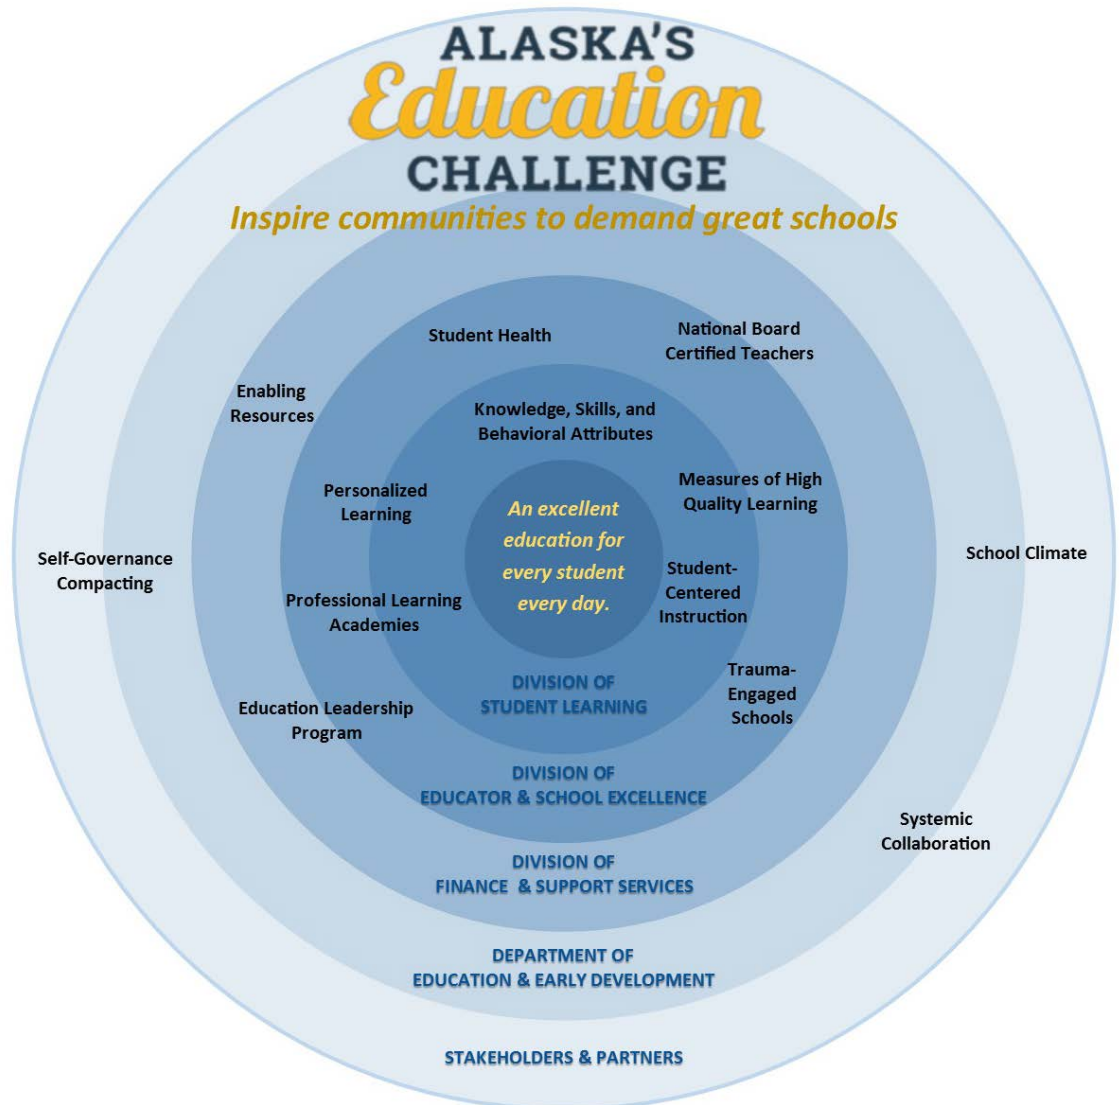 ALASKA'S
Education
CHALLENGE
Inspire communities to demand great schools
Student Health
National Board
Certified Teachers
Enabling
Resources
Knowledge, Skills, and
Behavioral Attributes
Personalized
Learning
Measures of High
Quality Learning
An excellent
education for
every student
every day.
Self-Governance
Compacting
School Climate
Student-
Centered
Instruction
Professional Learning
Academies
Trauma-
Engaged
Schools
DIVISION OF
STUDENT LEARNING
Education Leadership
Program
DIVISION OF
EDUCATOR & SCHOOL EXCELLENCE
Systemic
Collaboration
DIVISION OF
FINANCE & SUPPORT SERVICES
DEPARTMENT OF
EDUCATION & EARLY DEVELOPMENT
STAKEHOLDERS & PARTNERS